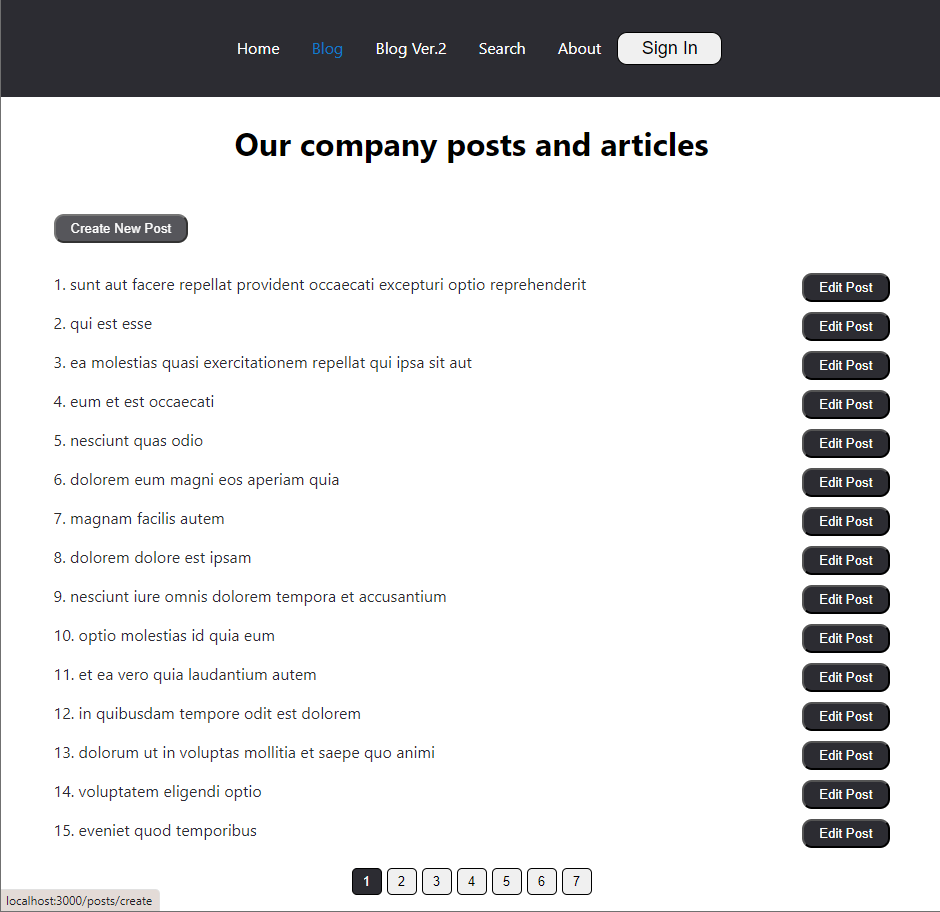 Home Blog Blog Ver.2 Search About Sign In
Our company posts and articles
Create New Post
1. sunt aut facere repellat provident occaecati excepturi optio reprehenderit Edit Post
2. qui est esse Edit Post
3. ea molestias quasi exercitationem repellat qui ipsa sit aut Edit Post
4. eum et est occaecati Edit Post
5. nesciunt quas odio Edit Post
6. dolorem eum magni eos aperiam quia Edit Post
7. magnam facilis autem Edit Post
8. dolorem dolore est ipsam Edit Post
9. nesciunt iure omnis dolorem tempora et accusantium Edit Post
10. optio molestias id quia eum Edit Post
11. et ea vero quia laudantium autem Edit Post
12. in quibusdam tempore odit est dolorem Edit Post
13. dolorum ut in voluptas mollitia et saepe quo animi Edit Post
14. voluptatem eligendi optio Edit Post
15. eveniet quod temporibus Edit Post
1 2 3 4 5 6 7
localhost:3000/posts/create